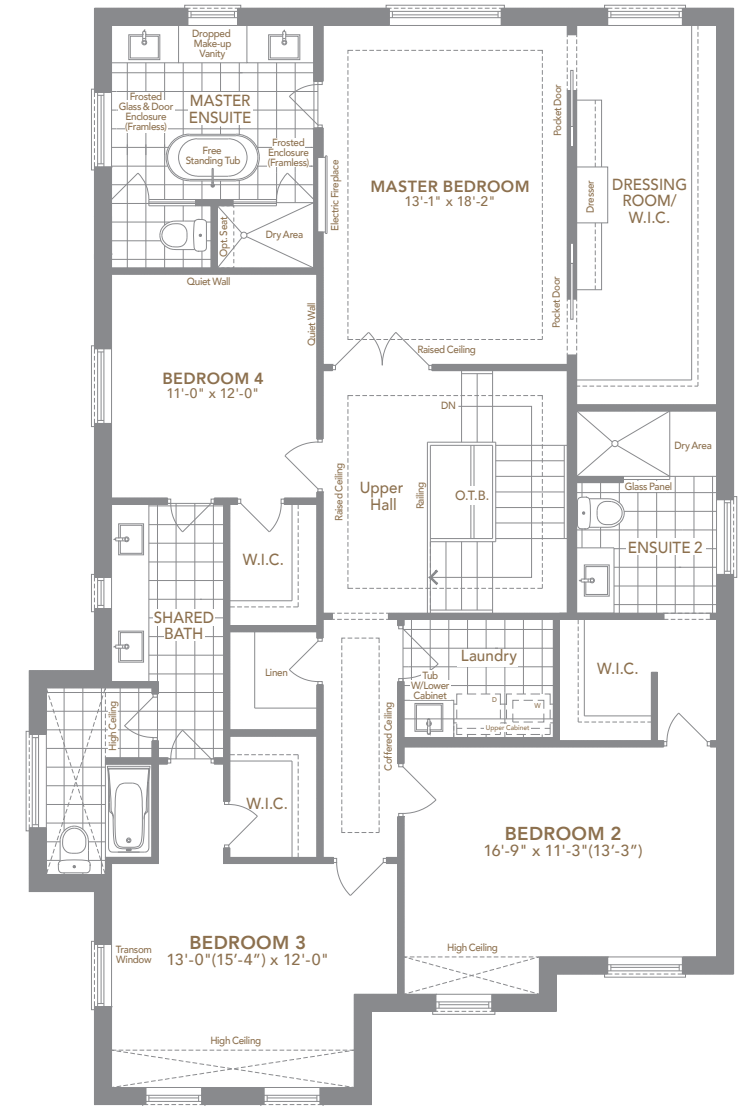 Dropped
Make-up
Vanity
Frosted
Glass & Door
Enclosure
(Framless)
MASTER
ENSUITE
Free
Standing Tub
Frosted
Enclosure
(Framless)
Opt. Seat
Dry Area
Electric Fireplace
MASTER BEDROOM
13'-1" x 18'-2"
Raised Ceiling
Pocket Door
Pocket Door
Dresser
DRESSING
ROOM/
W.I.C.
Quiet Wall
Quiet Wall
BEDROOM 4
11'-0" x 12'-0"
DN
Raised Ceiling
Upper
Hall
Railing
O.T.B.
Dry Area
Glass Panel
ENSUITE 2
W.I.C.
SHARED
BATH
Linen
High Ceiling
W.I.C.
Coffered Ceiling
Laundry
Tub
W/Lower
Cabinet
D
W
Upper Cabinet
W.I.C.
BEDROOM 2
16'-9" x 11'-3"(13'-3")
High Ceiling
Transom
Window
BEDROOM 3
13'-0"(15'-4") x 12'-0"
High Ceiling